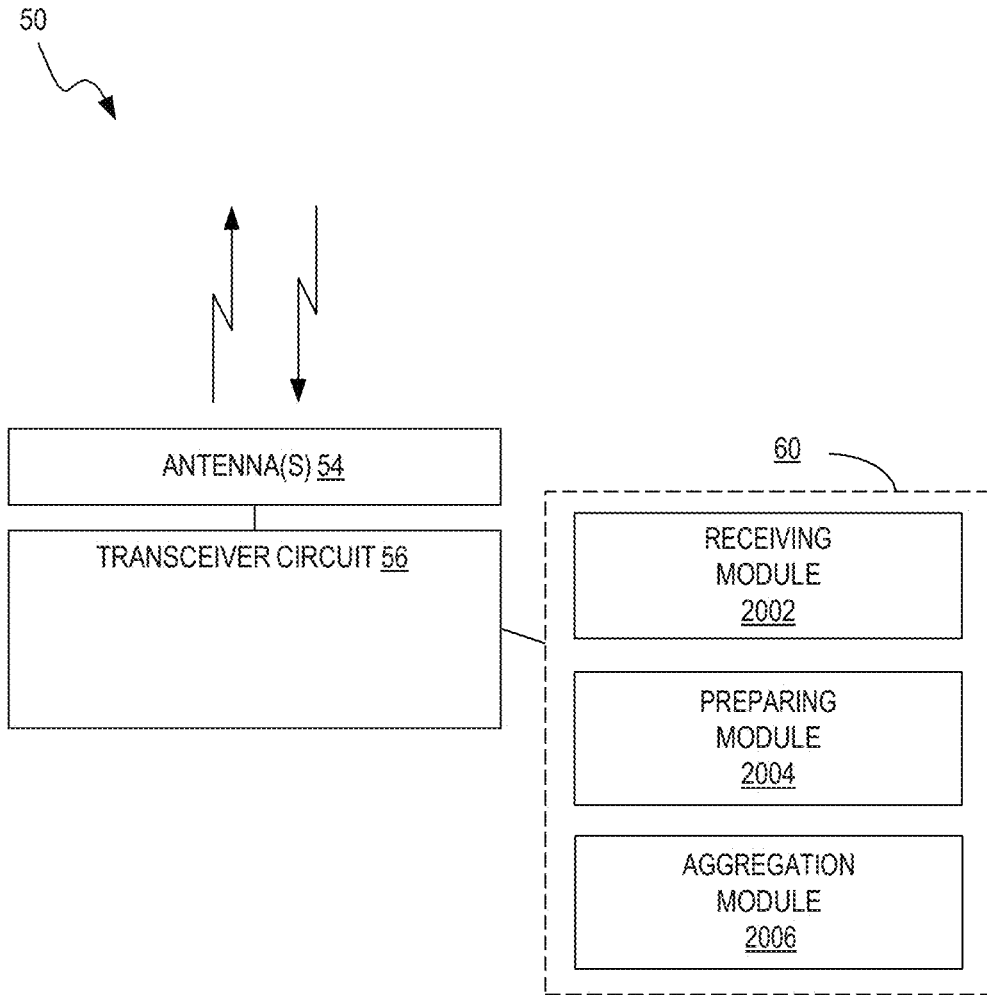 50
ANTENNA(S) 54
60
TRANSCEIVER CIRCUIT 56
RECEIVING
MODULE
2002
PREPARING
MODULE
2004
AGGREGATION
MODULE
2006